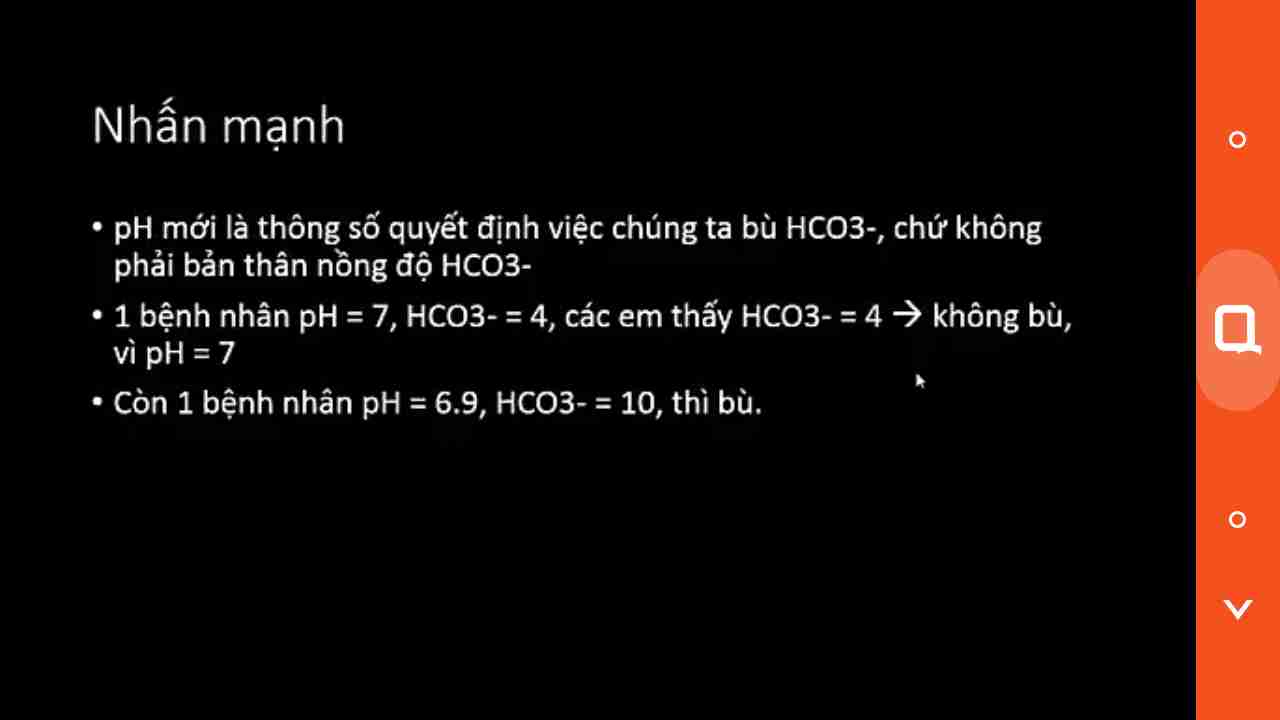 Nhấn mạnh
• pH mới là thông số quyết định việc chúng ta bù HCO3-, chứ không
phải bản thân nồng độ HCO3-
• 1 bệnh nhân pH = 7, HCO3- = 4, các em thấy HCO3- = 4 → không bù,
vì pH = 7
• Còn 1 bệnh nhân pH = 6.9, HCO3- = 10, thì bù.